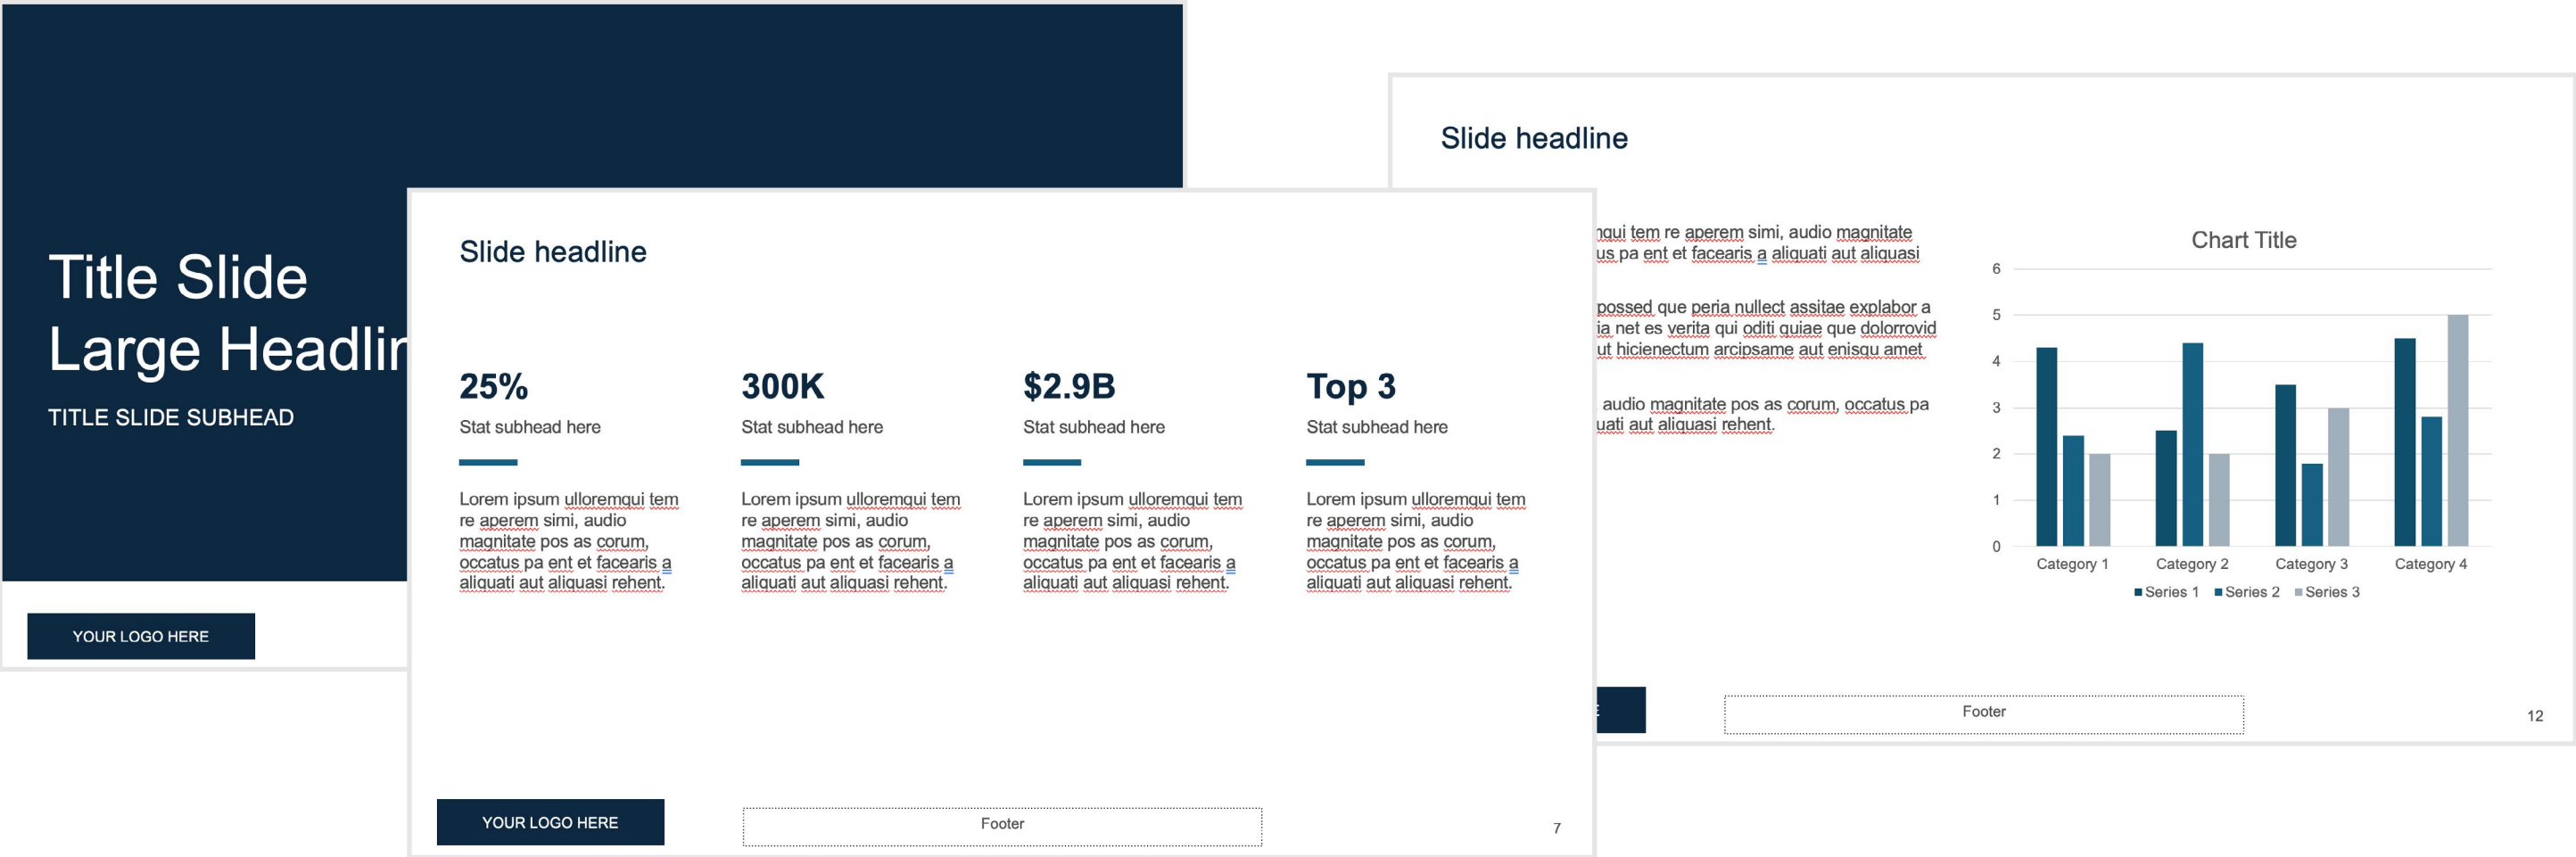 Title Slide
Large Headlin
TITLE SLIDE SUBHEAD
YOUR LOGO HERE
Slide headline
25%
Stat subhead here
Lorem ipsum ulloremqui tem
re aperem simi, audio
magnitate pos as corum,
occatus pa ent et facearis a
aliquati aut aliquasi rehent.
300K
Stat subhead here
Lorem ipsum ulloremqui tem
re aperem simi, audio
magnitate pos as corum,
occatus pa ent et facearis a
aliquati aut aliquasi rehent.
$2.9B
Stat subhead here
Lorem ipsum ulloremqui tem
re aperem simi, audio
magnitate pos as corum,
occatus pa ent et facearis a
aliquati aut aliquasi rehent.
Top 3
Stat subhead here
Lorem ipsum ulloremqui tem
re aperem simi, audio
magnitate pos as corum,
occatus pa ent et facearis a
aliquati aut aliquasi rehent.
YOUR LOGO HERE
Footer
7
Slide headline
tem re aperem simi, audio magnitate
pa ent et facearis a aliquati aut aliquasi
possed que peria nullect assitae explabor a
net es verita qui oditi quiae que dolorrovid
ut hicienectum arcipsame aut enisqu amet
audio magnitate pos as corum, occatus pa
aut aliquasi rehent.
Chart Title
6
5
4
3
2
1
0
Category 1 Category 2 Category 3 Category 4
Series 1 Series 2 Series 3
Footer
12